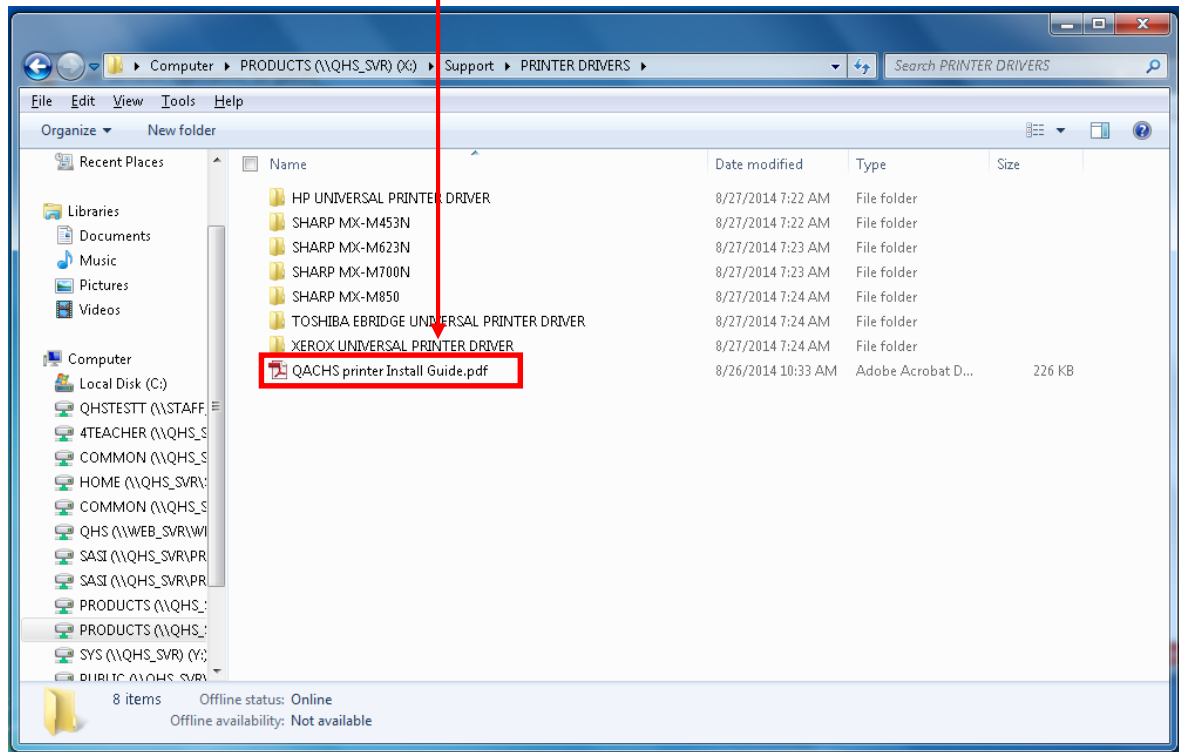 Computer ▸ PRODUCTS (\\QHS_SVR) (X:) ▸ Support ▸ PRINTER DRIVERS ▸
Search PRINTER DRIVERS
File Edit View Tools Help
Organize New folder
Recent Places
Libraries
Documents
Music
Pictures
Videos
Computer
Local Disk (C:)
QHSTESTT (\\STAFF_
4TEACHER (\\QHS_S
COMMON (\\QHS_S
HOME (\\QHS_SVR\
COMMON (\\QHS_S
QHS (\\WEB_SVR\WI
SASI (\\QHS_SVR\PR
SASI (\\QHS_SVR\PR
PRODUCTS (\\QHS_
PRODUCTS (\\QHS_
SYS (\\QHS_SVR) (Y:)
Name Date modified Type Size
HP UNIVERSAL PRINTER DRIVER 8/27/2014 7:22 AM File folder
SHARP MX-M453N 8/27/2014 7:22 AM File folder
SHARP MX-M623N 8/27/2014 7:23 AM File folder
SHARP MX-M700N 8/27/2014 7:23 AM File folder
SHARP MX-M850 8/27/2014 7:24 AM File folder
TOSHIBA EBRIDGE UNIVERSAL PRINTER DRIVER 8/27/2014 7:24 AM File folder
XEROX UNIVERSAL PRINTER DRIVER 8/27/2014 7:24 AM File folder
QACHS printer Install Guide.pdf 8/26/2014 10:33 AM Adobe Acrobat D... 226 KB
8 items Offline status: Online
Offline availability: Not available